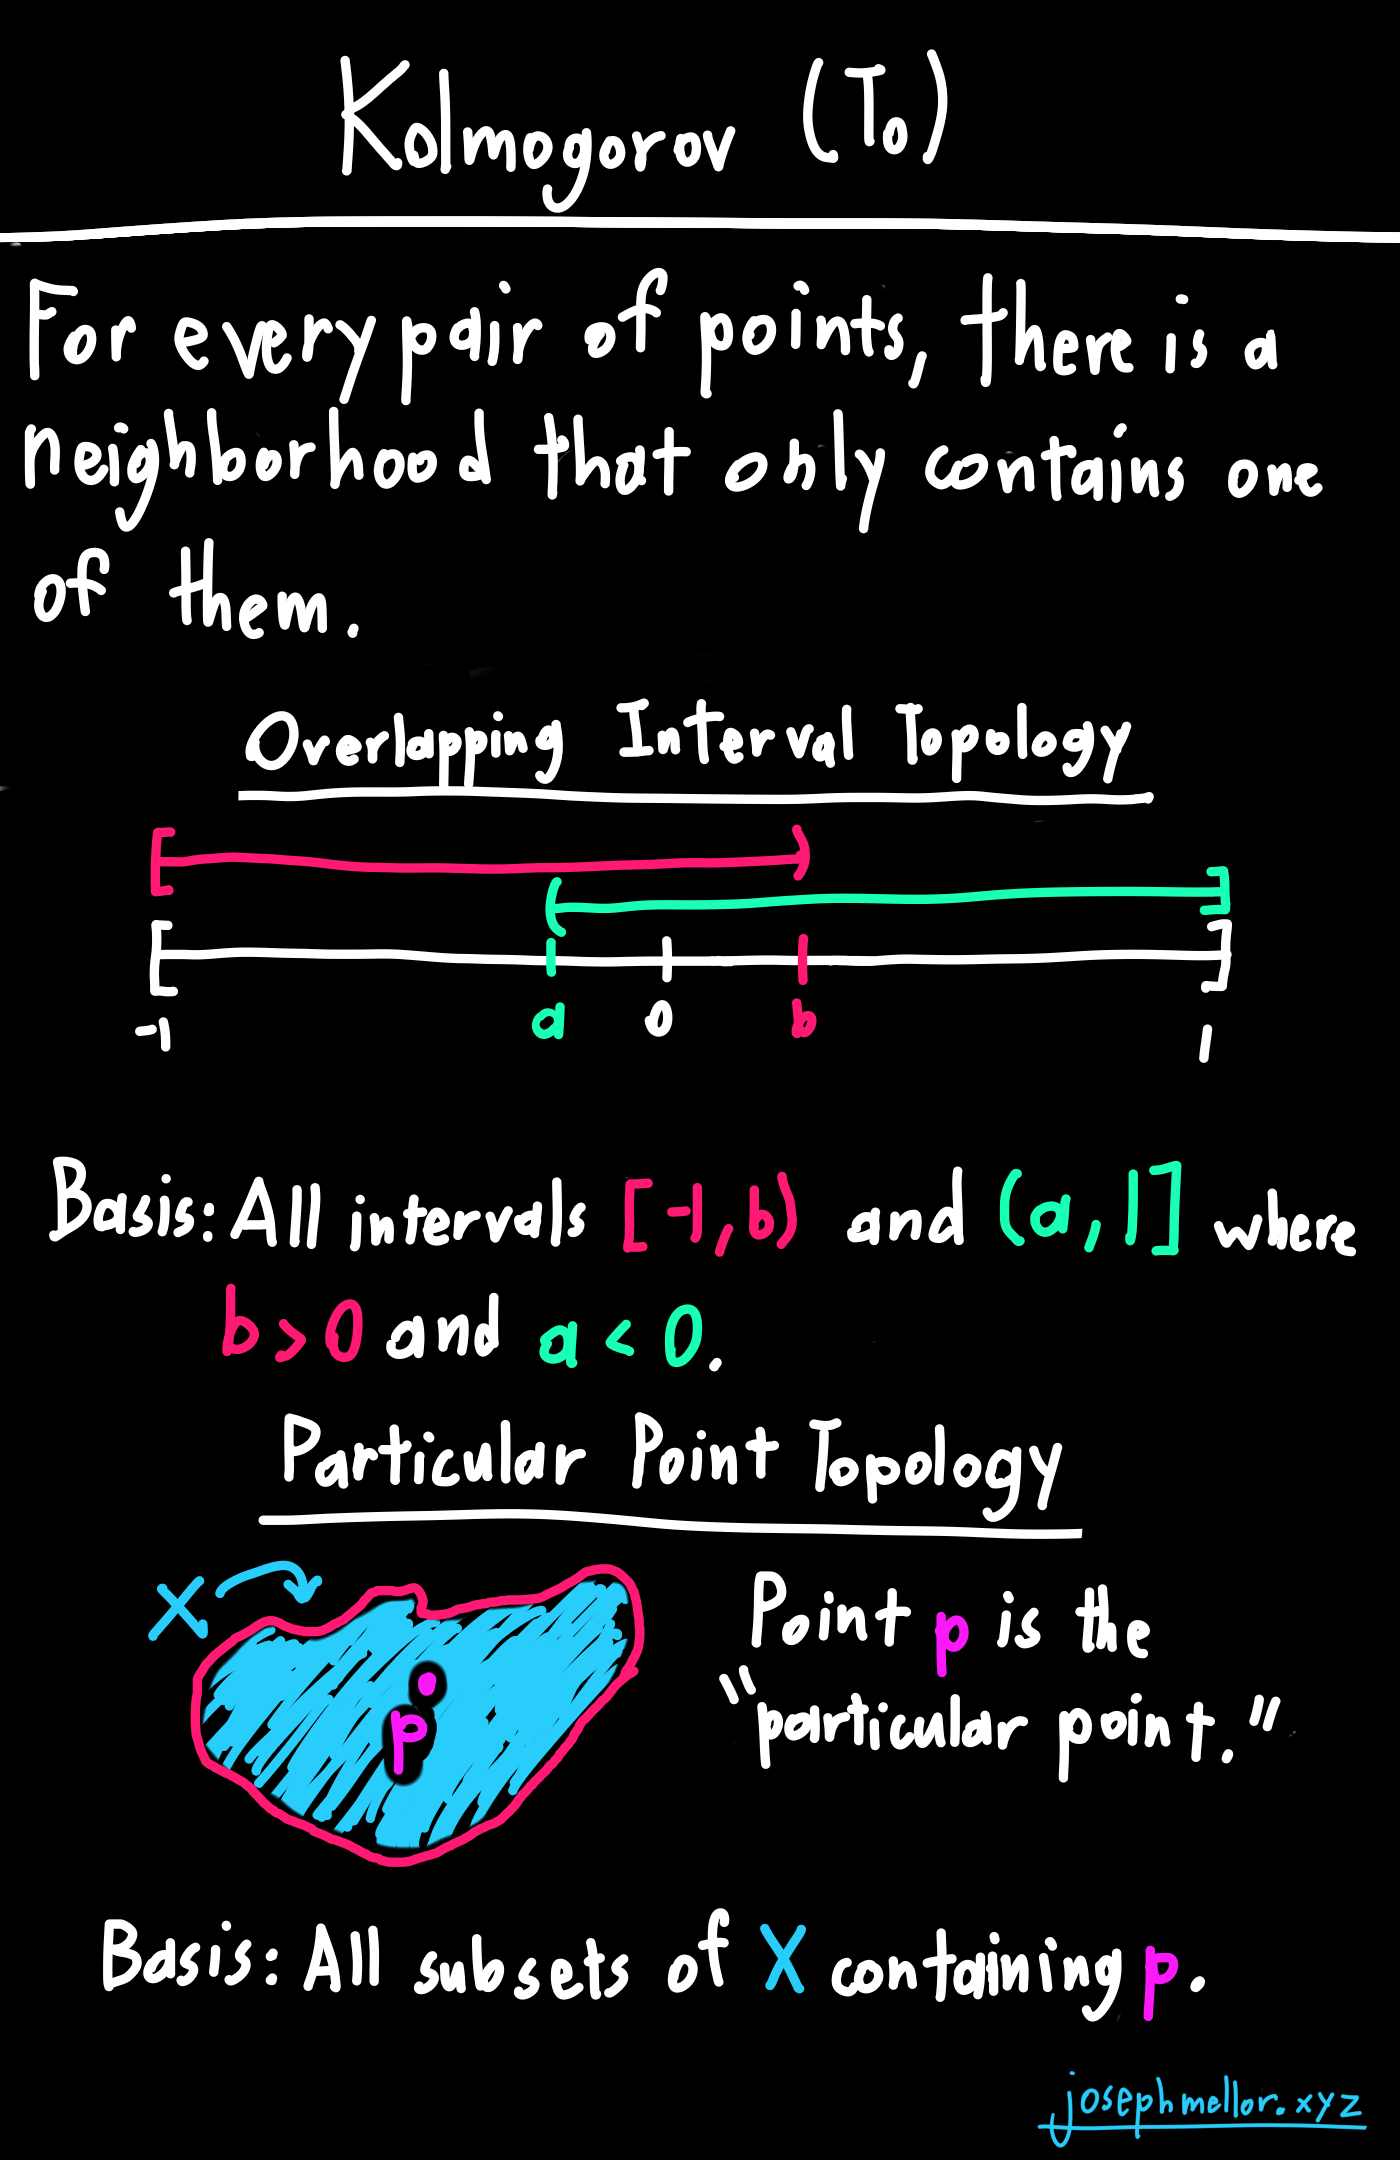 Kolmogorov (T₀)
For every pair of points, there is a
neighborhood that only contains one
of them.
Overlapping Interval Topology
-1 a 0 b 1
Basis: All intervals [-1, b) and (a, 1] where
b > 0 and a < 0.
Particular Point Topology
X
p
Point p is the
"particular point."
Basis: All subsets of X containing p.
josephmellor.xyz